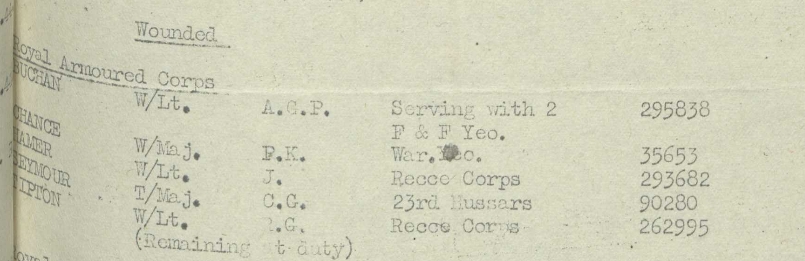 Wounded
Royal Armoured Corps
BUCHAN W/Lt. A.G.P. Serving with 2 295838
F & F Yeo.
CHANCE W/Maj. F.K. War. Yeo. 35653
HAMER W/Lt. J. Recce Corps 293682
SEYMOUR T/Maj. C.G. 23rd Hussars 90280
TIPTON W/Lt. .G. Recce Corps 262995
(Remaining at duty)